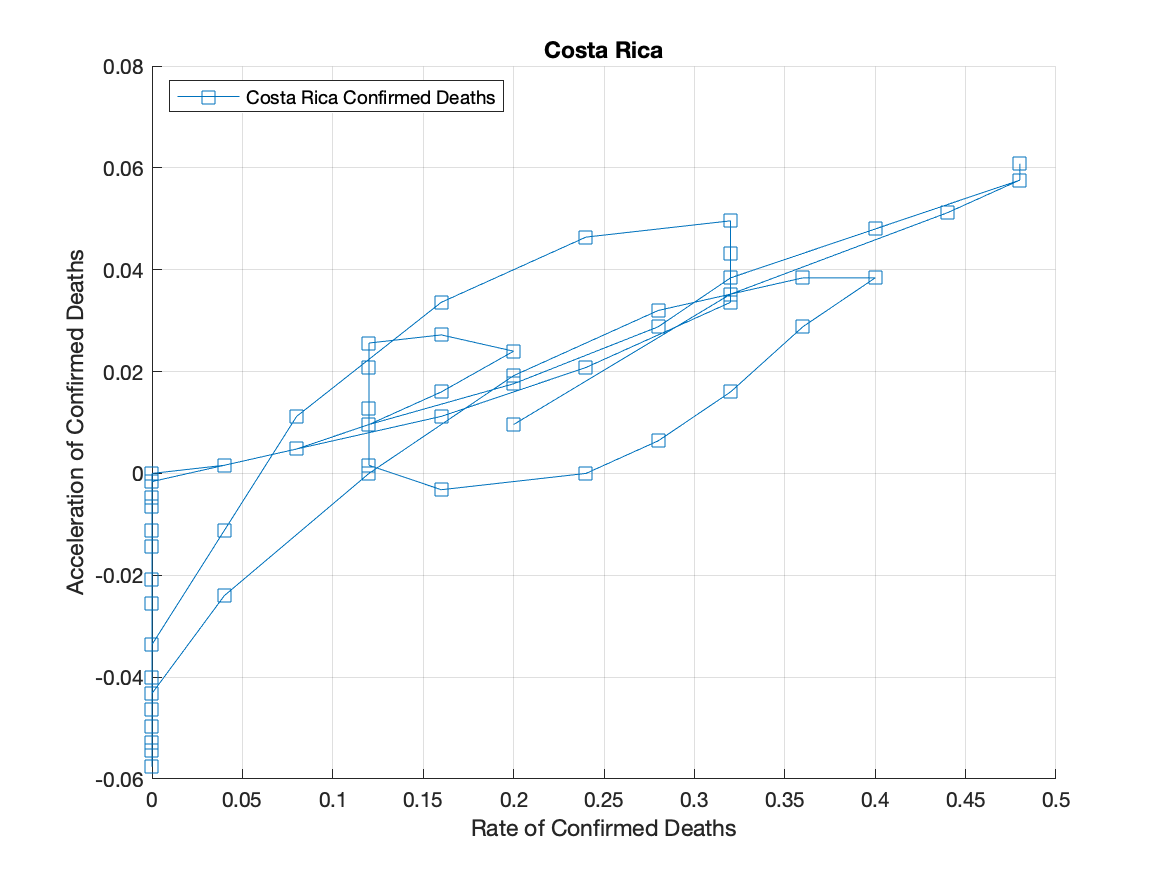 Costa Rica
Costa Rica Confirmed Deaths
0.08
0.06
0.04
0.02
0
-0.02
-0.04
-0.06
Acceleration of Confirmed Deaths
0 0.05 0.1 0.15 0.2 0.25 0.3 0.35 0.4 0.45 0.5
Rate of Confirmed Deaths